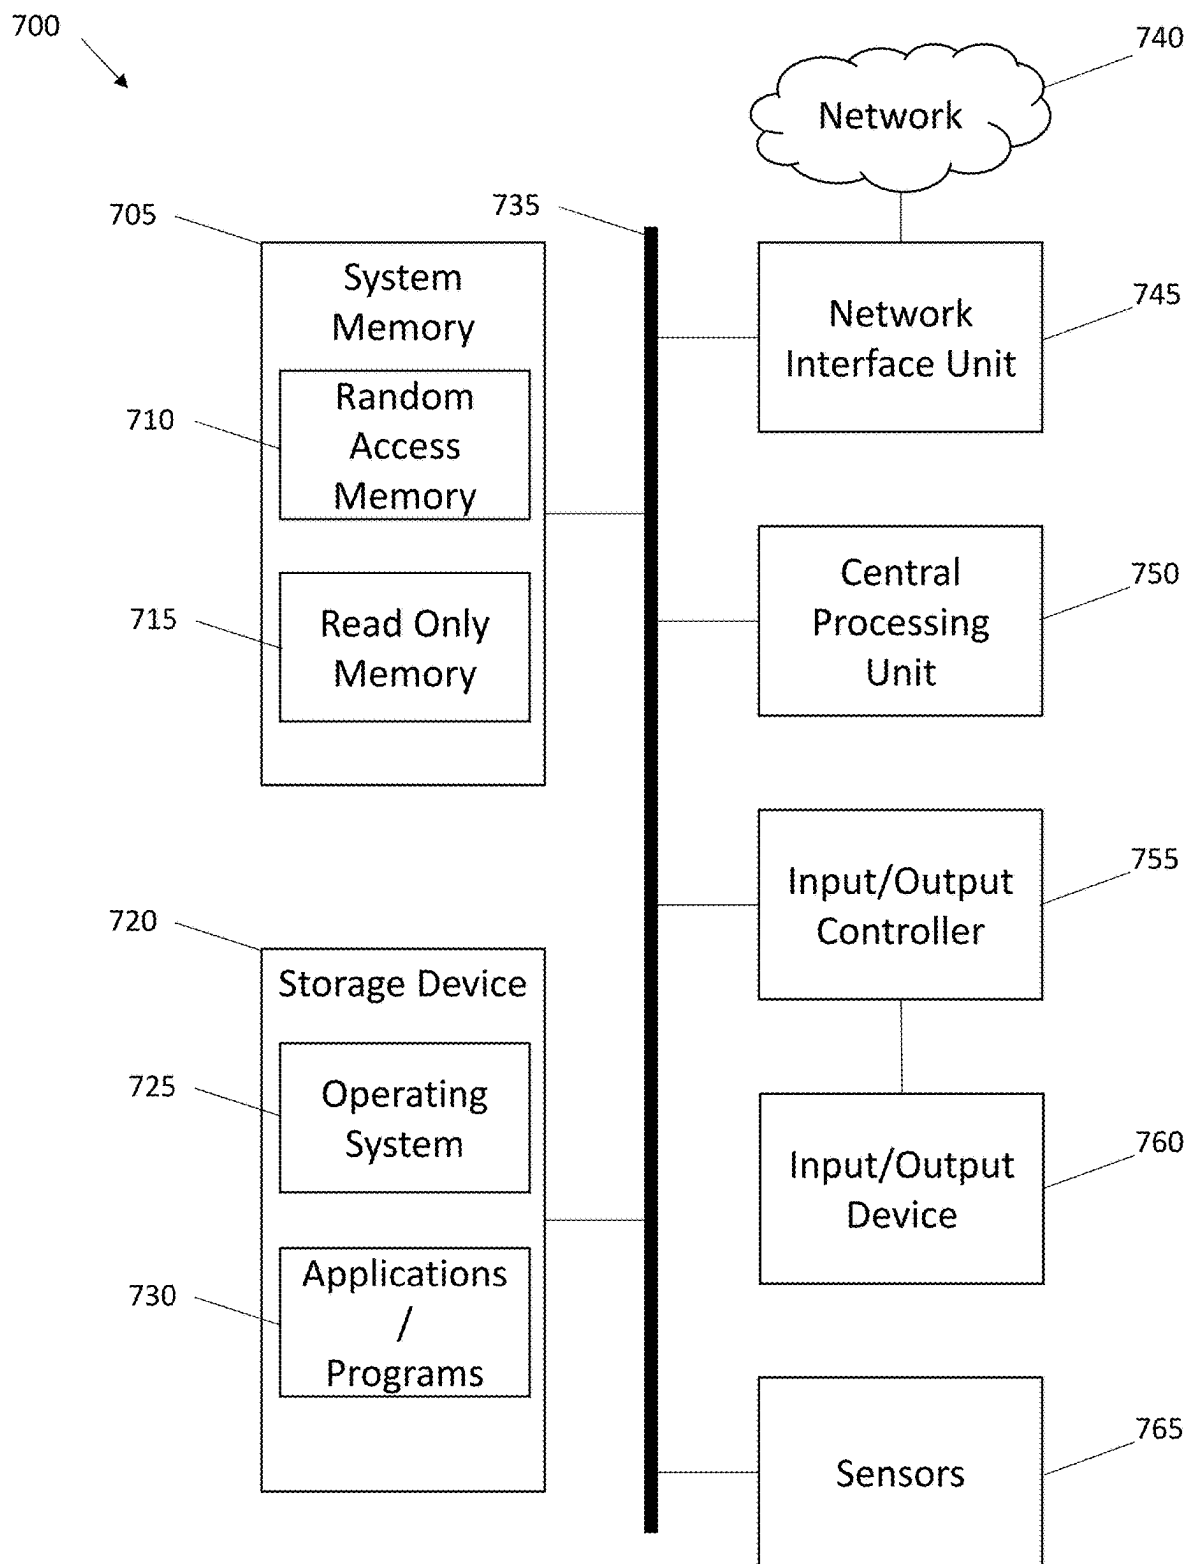 700
740
Network
705
735
System
Memory
745
Network
Interface Unit
710
Random
Access
Memory
750
Central
Processing
Unit
715
Read Only
Memory
755
Input/Output
Controller
720
Storage Device
725
Operating
System
760
Input/Output
Device
730
Applications
/
Programs
765
Sensors